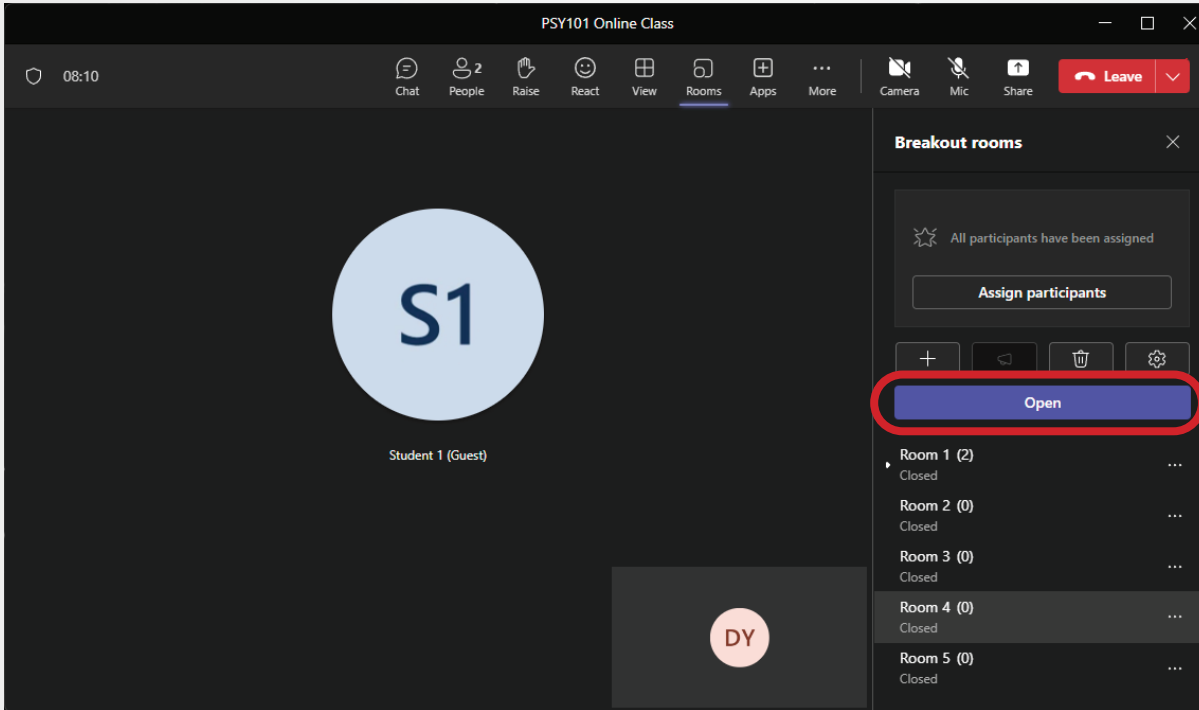 PSY101 Online Class
08:10
2
Chat People Raise React View Rooms Apps More Camera Mic Share Leave
Breakout rooms
All participants have been assigned
Assign participants
Open
S1
Student 1 (Guest)
Room 1 (2)
Closed
Room 2 (0)
Closed
Room 3 (0)
Closed
Room 4 (0)
Closed
DY
Room 5 (0)
Closed